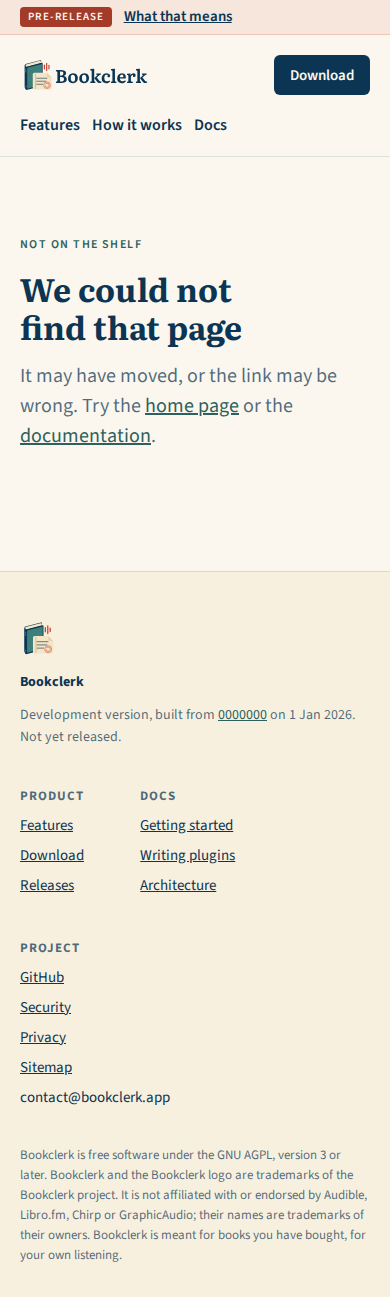 PRE-RELEASE What that means
Bookclerk
Download
Features How it works Docs
NOT ON THE SHELF
We could not
find that page
It may have moved, or the link may be
wrong. Try the home page or the
documentation.
Bookclerk
Development version, built from 0000000 on 1 Jan 2026.
Not yet released.
PRODUCT
Features
Download
Releases
DOCS
Getting started
Writing plugins
Architecture
PROJECT
GitHub
Security
Privacy
Sitemap
contact@bookclerk.app
Bookclerk is free software under the GNU AGPL, version 3 or
later. Bookclerk and the Bookclerk logo are trademarks of the
Bookclerk project. It is not affiliated with or endorsed by Audible,
Libro.fm, Chirp or GraphicAudio; their names are trademarks of
their owners. Bookclerk is meant for books you have bought, for
your own listening.